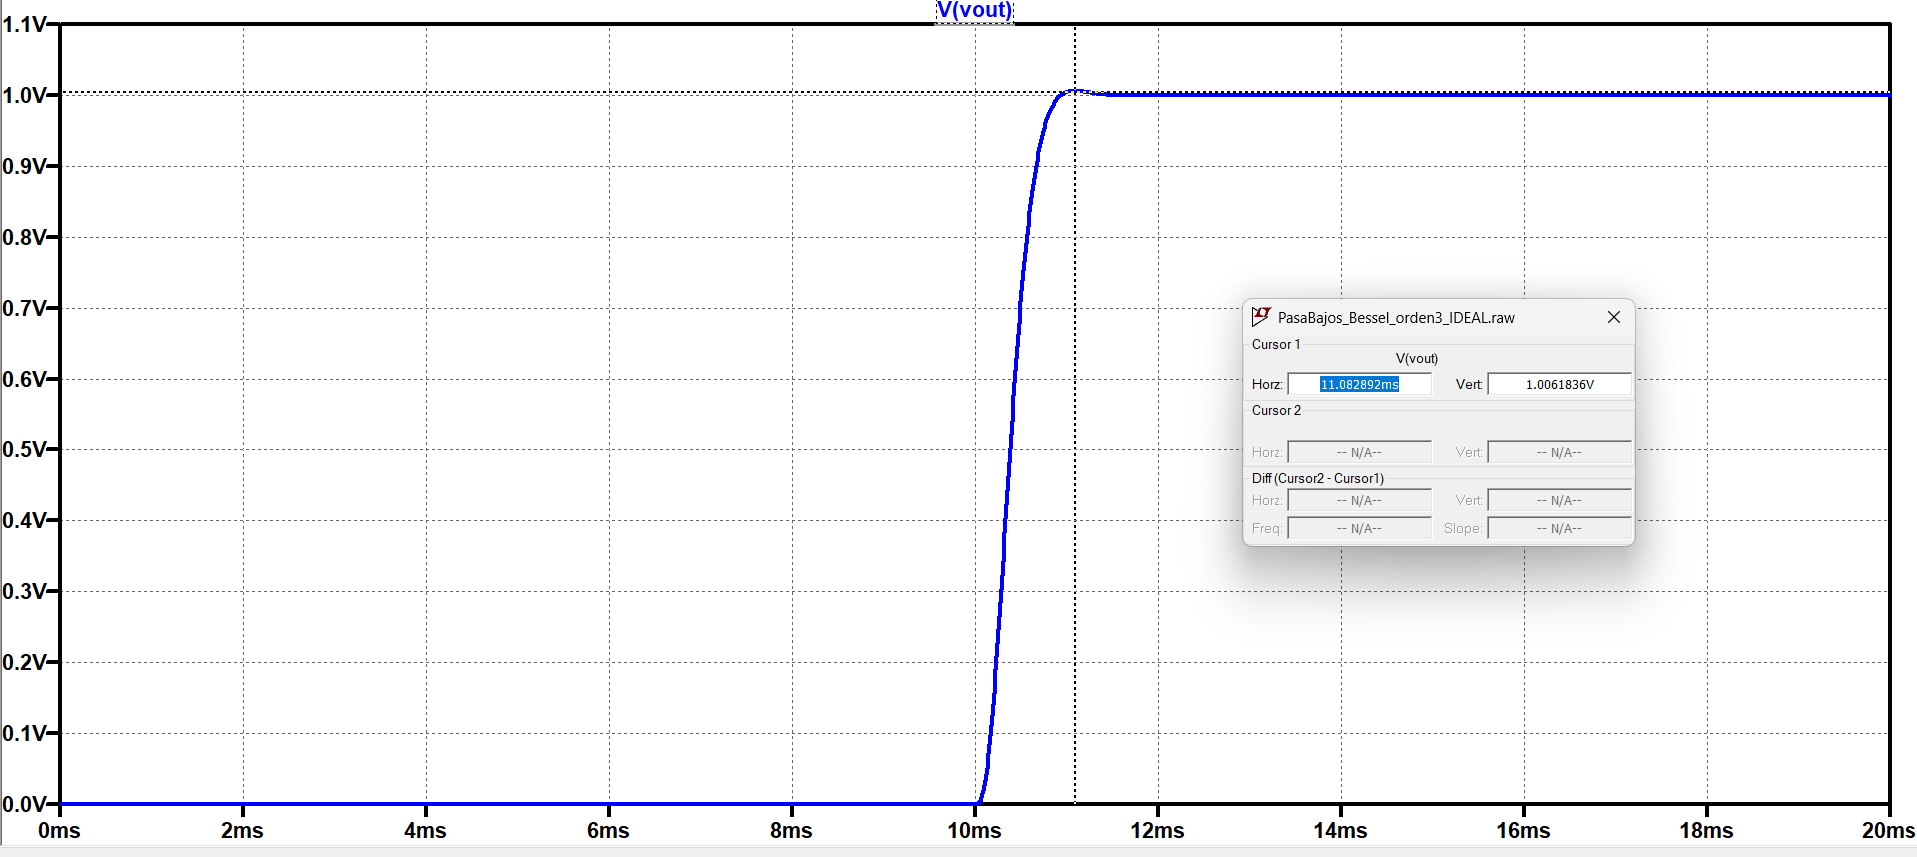 V(vout)
1.1V
1.0V
0.9V
0.8V
0.7V
0.6V
0.5V
0.4V
0.3V
0.2V
0.1V
0.0V
0ms 2ms 4ms 6ms 8ms 10ms 12ms 14ms 16ms 18ms 20ms
PasaBajos_Bessel_orden3_IDEAL.raw
Cursor 1
V(vout)
Horz: 11.082892ms Vert: 1.0061836V
Cursor 2
Horz: -- N/A-- Vert: -- N/A--
Diff (Cursor2 - Cursor1)
Horz: -- N/A-- Vert: -- N/A--
Freq: -- N/A-- Slope: -- N/A--